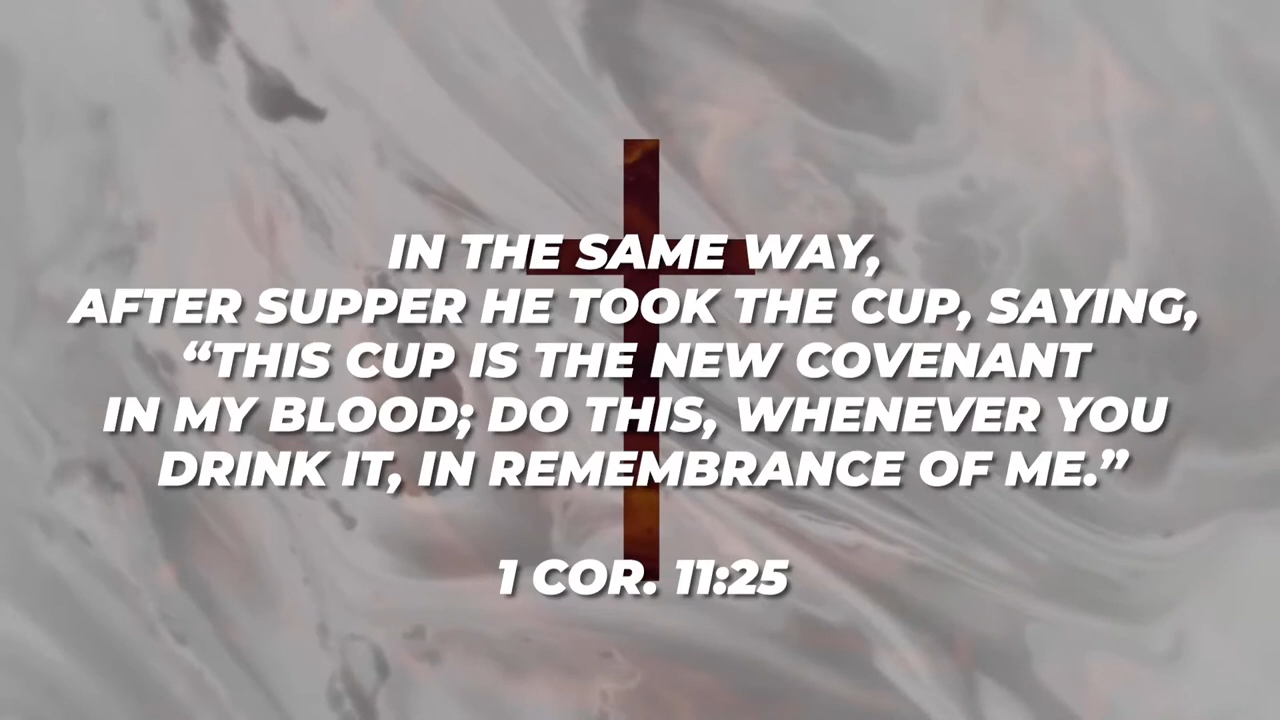 IN THE SAME WAY,
AFTER SUPPER HE TOOK THE CUP, SAYING,
“THIS CUP IS THE NEW COVENANT
IN MY BLOOD; DO THIS, WHENEVER YOU
DRINK IT, IN REMEMBRANCE OF ME.”
1 COR. 11:25